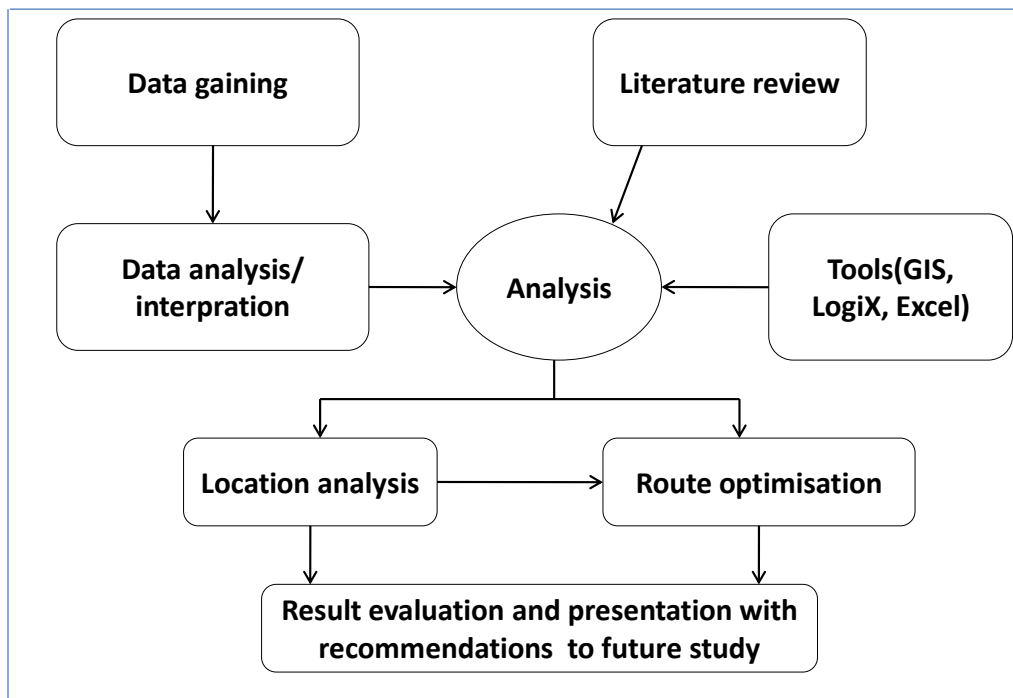 Data gaining
Literature review
Data analysis/
interpration
Analysis
Tools(GIS,
LogiX, Excel)
Location analysis
Route optimisation
Result evaluation and presentation with
recommendations  to future study